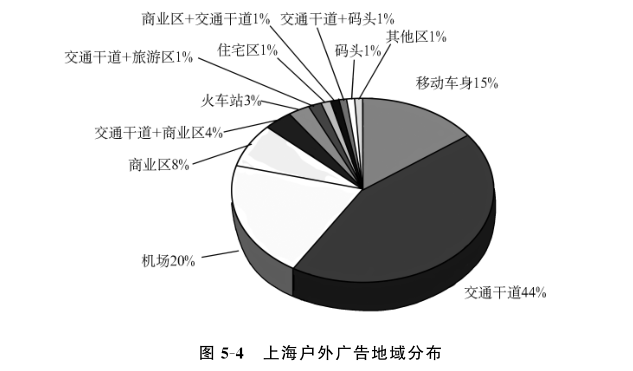 商业区+交通干道1%
交通干道+码头1%
其他区1%
交通干道+旅游区1%
住宅区1%
码头1%
移动车身15%
火车站3%
交通干道+商业区4%
商业区8%
机场20%
交通干道44%
图 5-4 上海户外广告地域分布